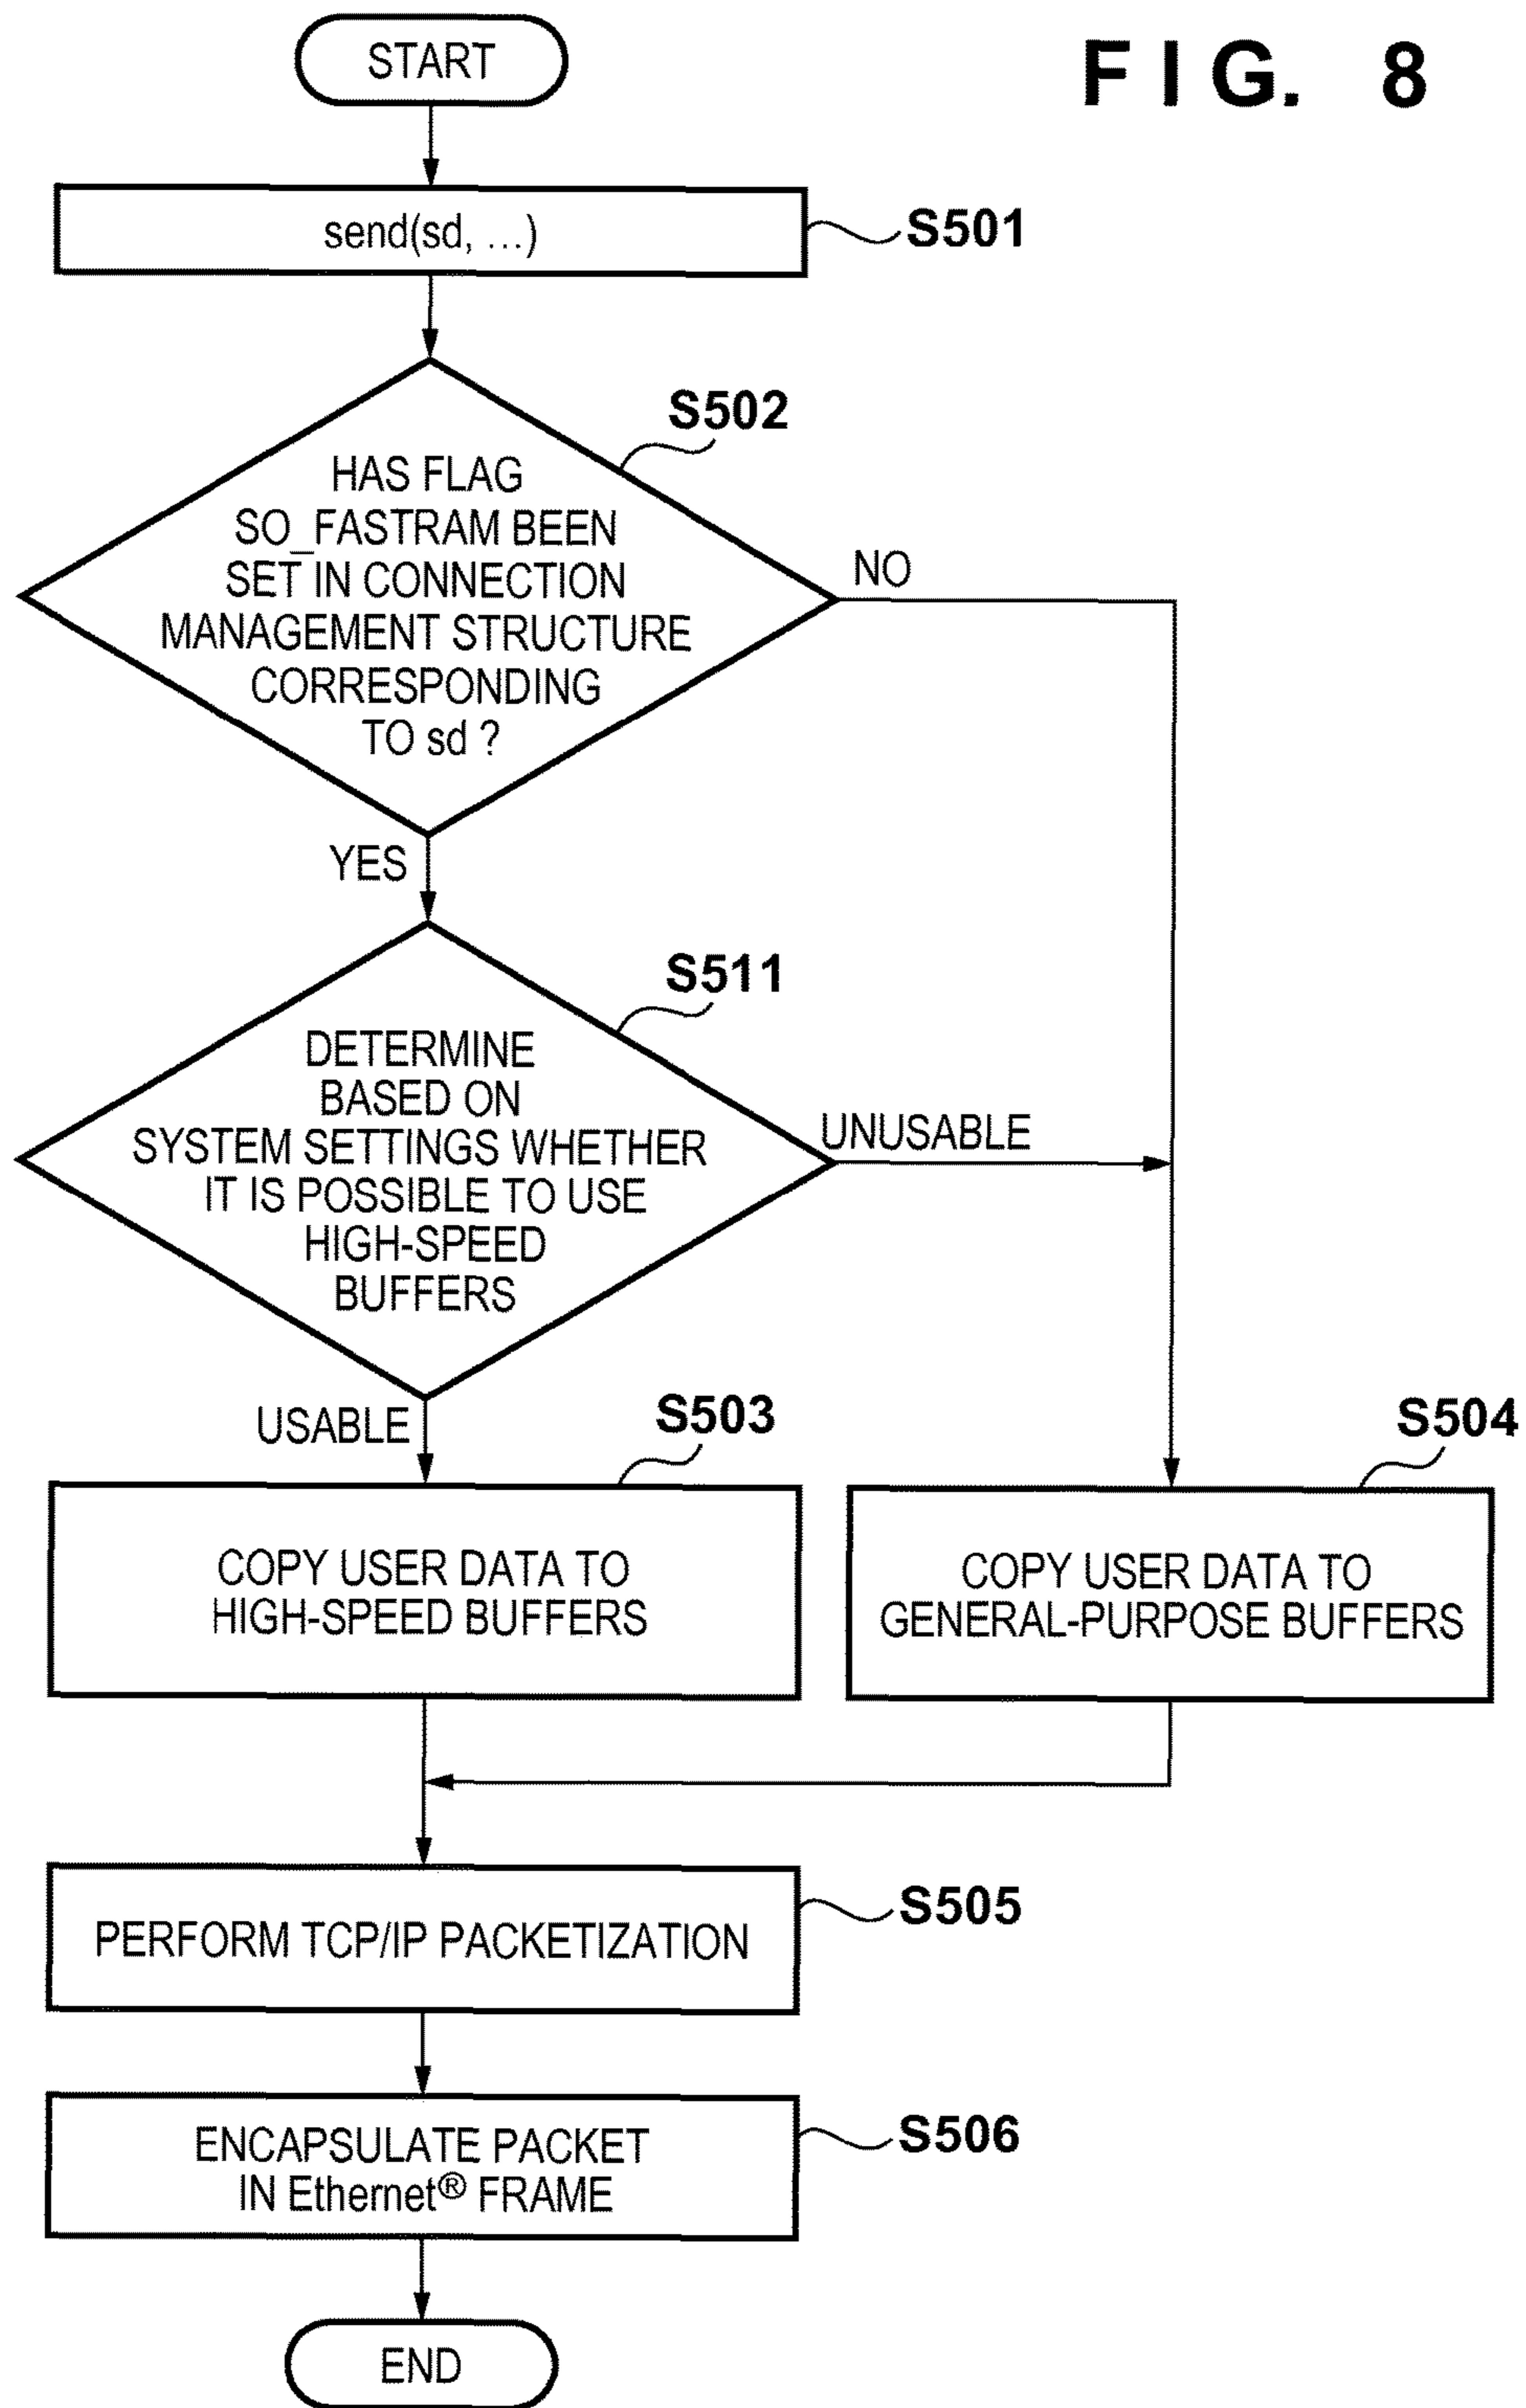 FIG. 8
START
send(sd, ...)
S501
S502
HAS FLAG
SO_FASTRAM BEEN
SET IN CONNECTION
MANAGEMENT STRUCTURE
CORRESPONDING
TO sd ?
NO
YES
S511
DETERMINE
BASED ON
SYSTEM SETTINGS WHETHER
IT IS POSSIBLE TO USE
HIGH-SPEED
BUFFERS
UNUSABLE
USABLE
S503
COPY USER DATA TO
HIGH-SPEED BUFFERS
S504
COPY USER DATA TO
GENERAL-PURPOSE BUFFERS
PERFORM TCP/IP PACKETIZATION
S505
ENCAPSULATE PACKET
IN Ethernet® FRAME
S506
END